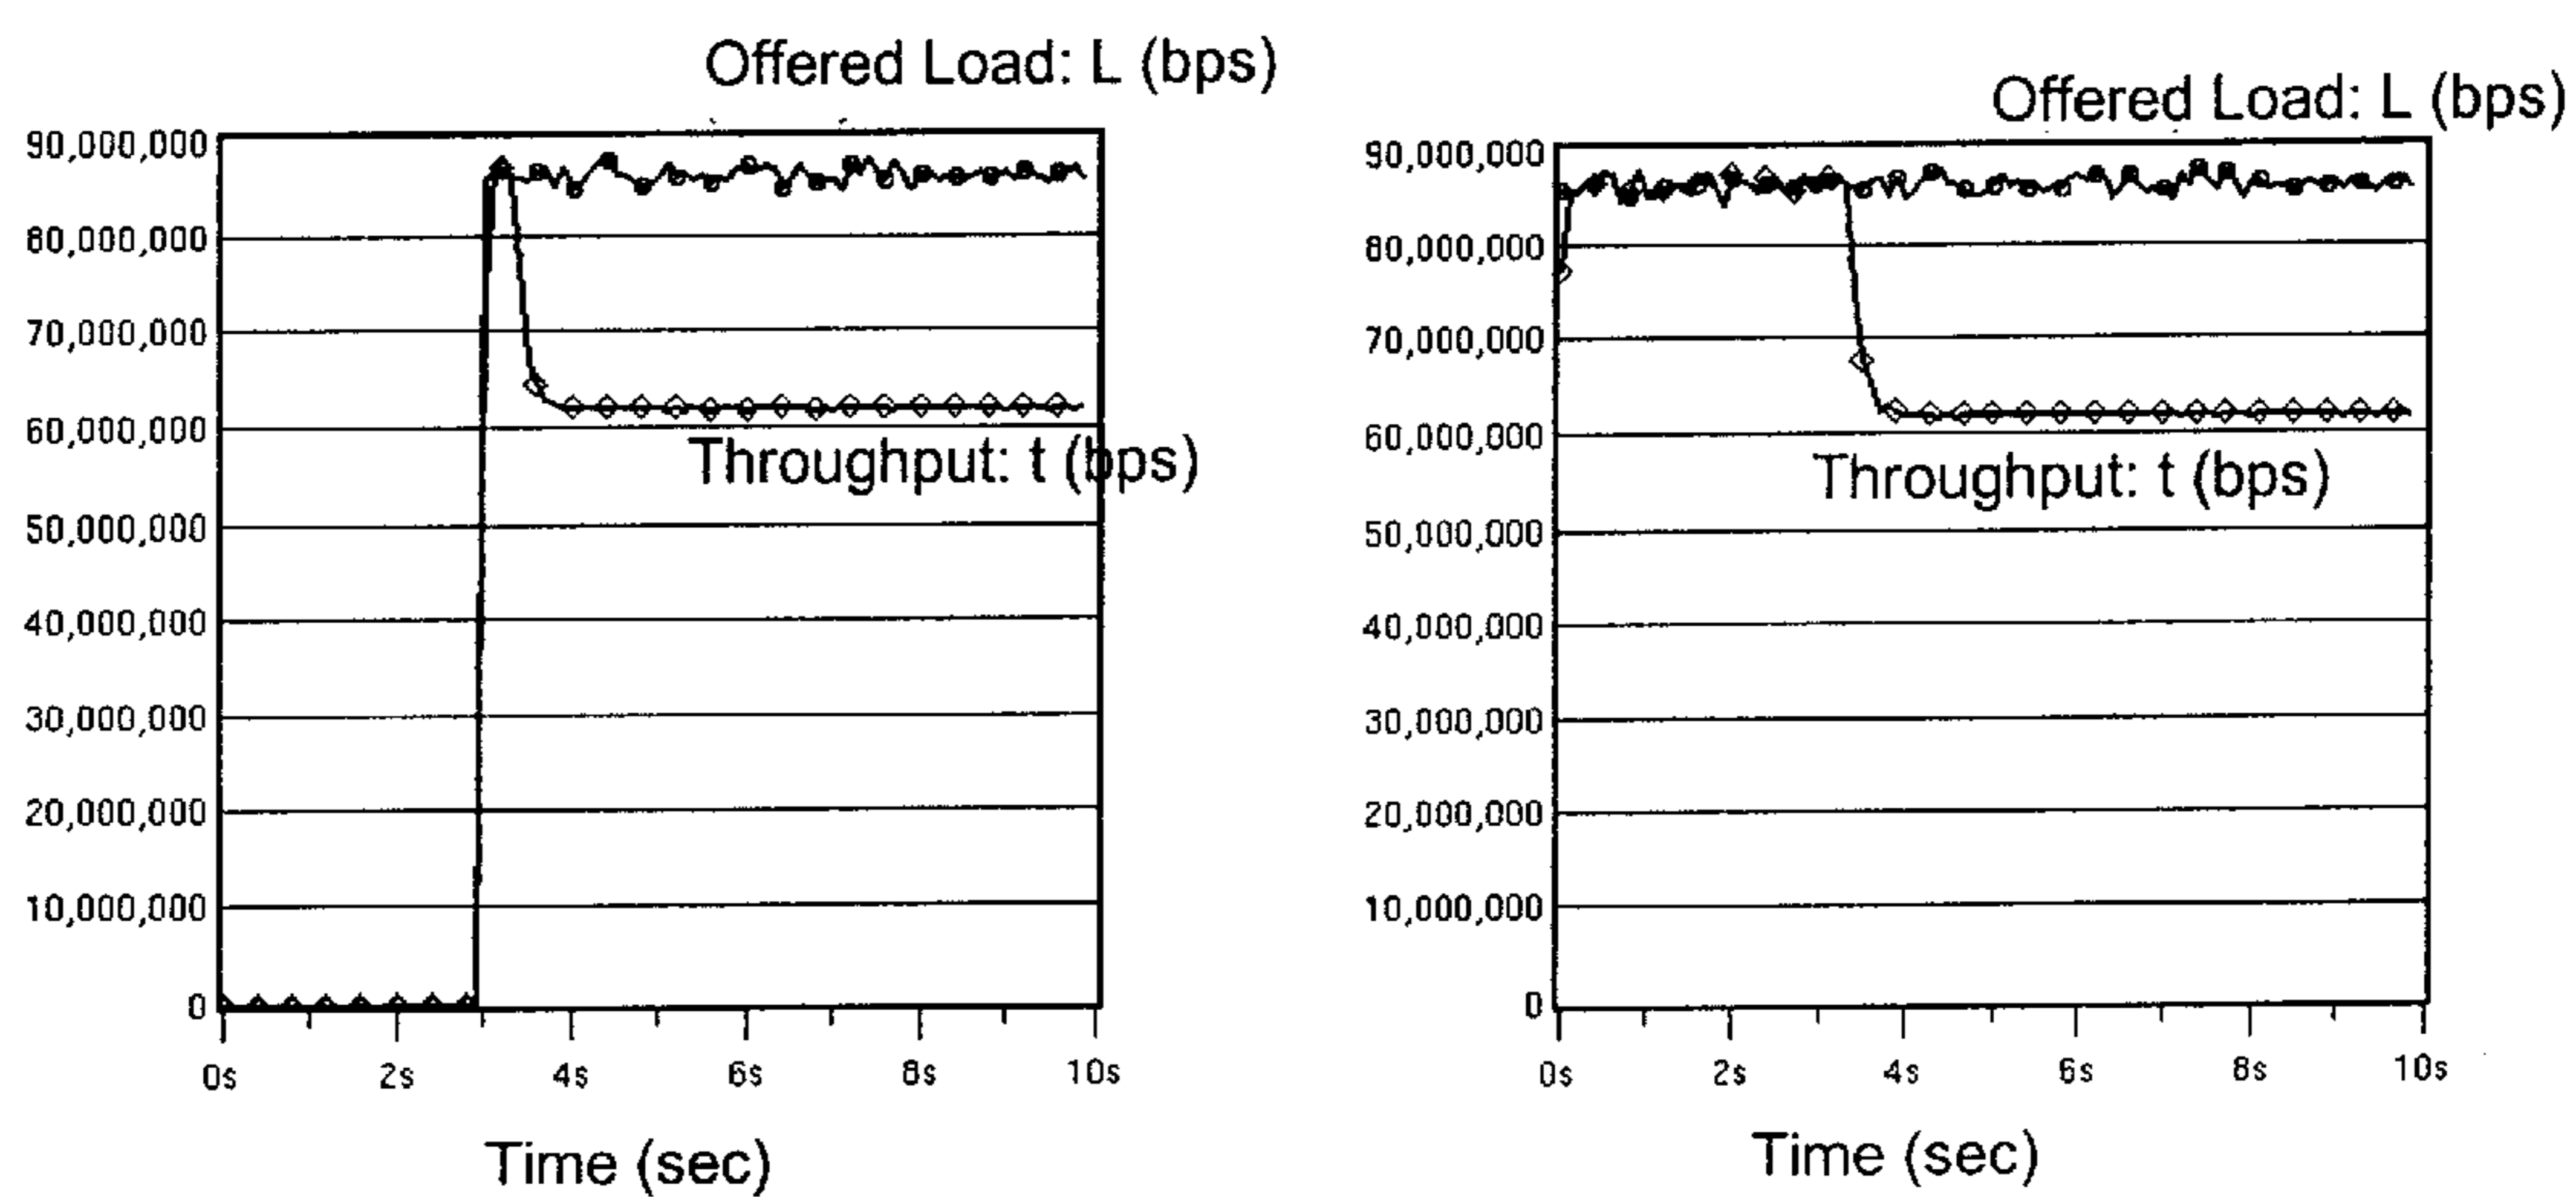 Offered Load: L (bps)
90,000,000
80,000,000
70,000,000
60,000,000
Throughput: t (bps)
50,000,000
40,000,000
30,000,000
20,000,000
10,000,000
0
0s 2s 4s 6s 8s 10s
Time (sec)
Offered Load: L (bps)
90,000,000
80,000,000
70,000,000
60,000,000
Throughput: t (bps)
50,000,000
40,000,000
30,000,000
20,000,000
10,000,000
0
0s 2s 4s 6s 8s 10s
Time (sec)